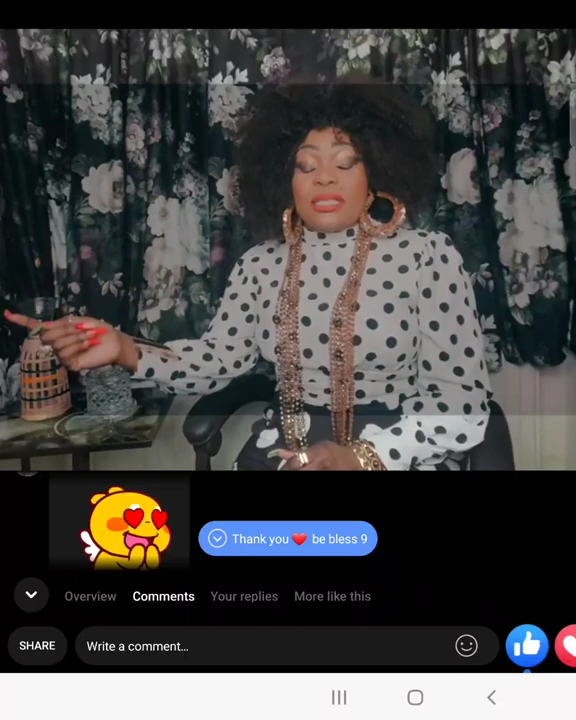 Thank you ❤️ be bless 9
Overview Comments Your replies More like this
SHARE Write a comment...